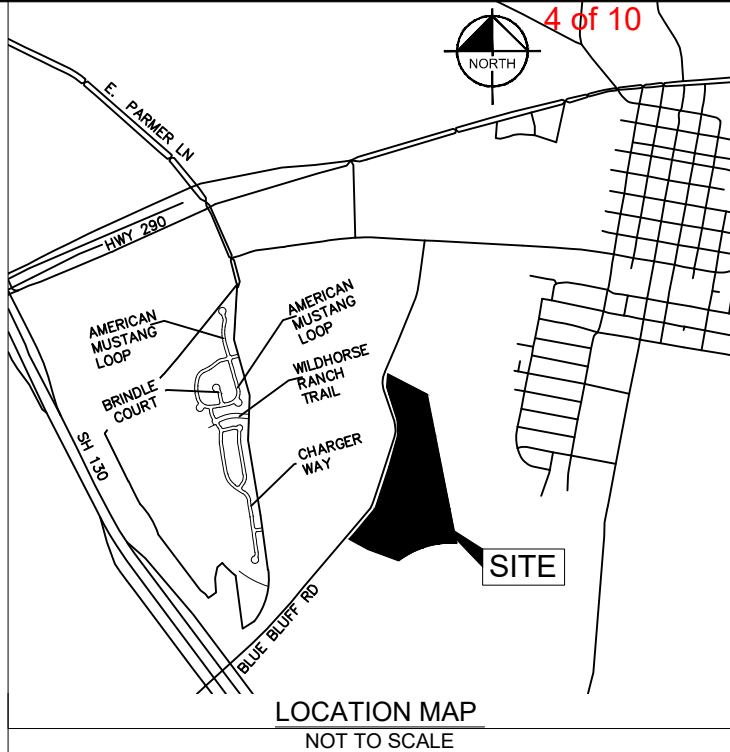 4 of 10
NORTH
E. PARMER LN
HWY 290
AMERICAN
MUSTANG
LOOP
AMERICAN
MUSTANG
LOOP
WILDHORSE
RANCH
TRAIL
BRINDLE
COURT
SH 130
CHARGER
WAY
SITE
BLUE BLUFF RD
LOCATION MAP
NOT TO SCALE